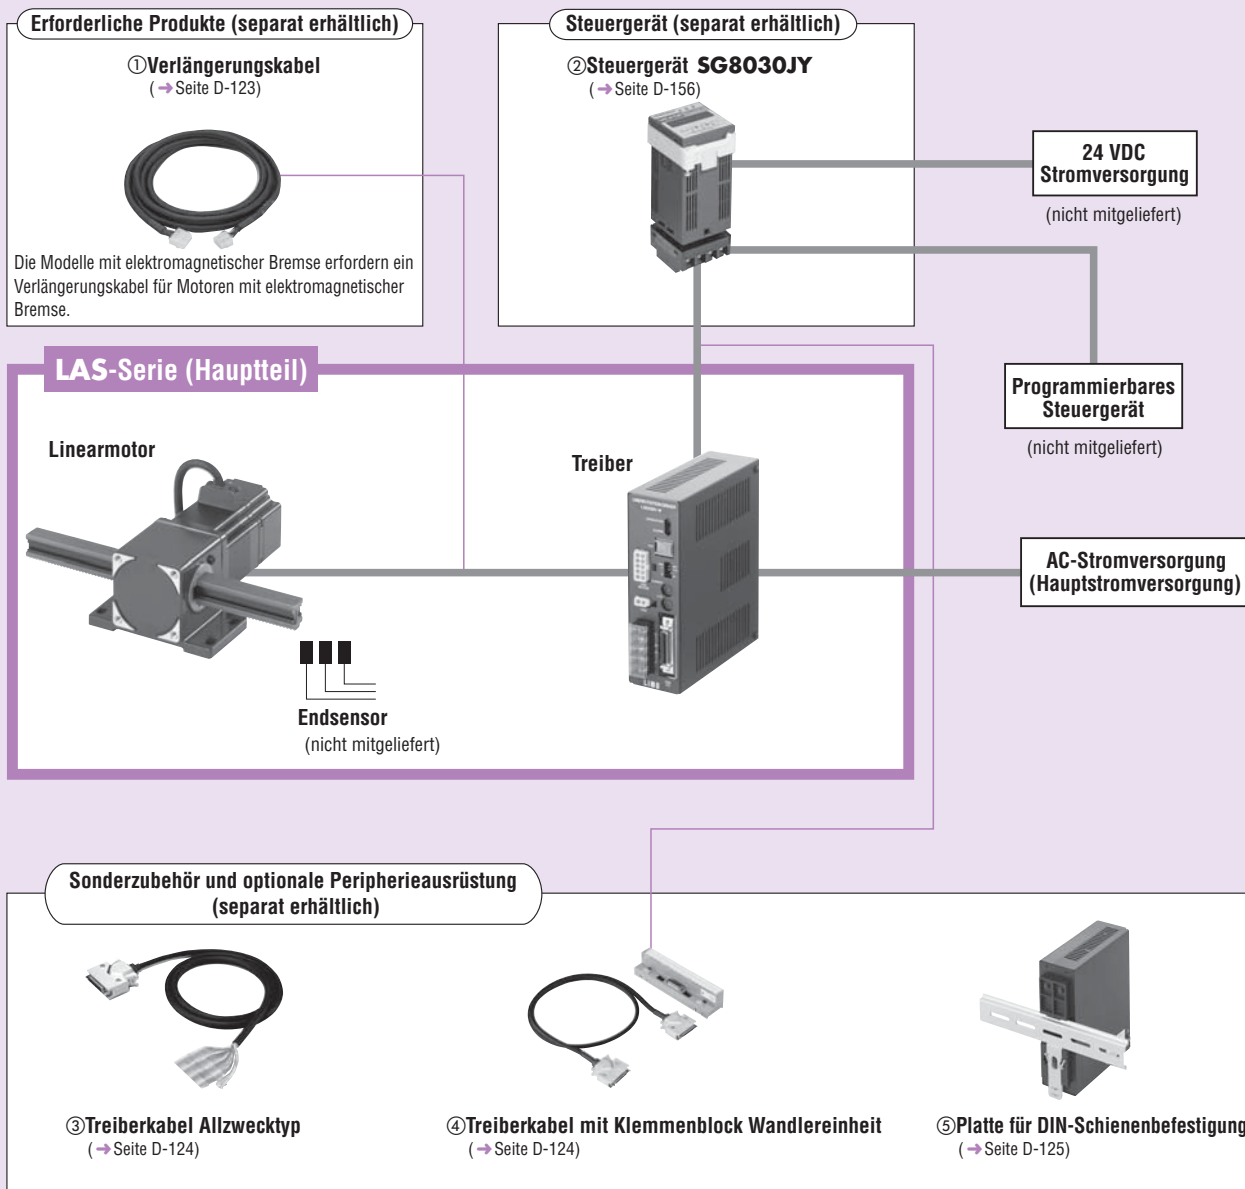 Erforderliche Produkte (separat erhältlich)
①Verlängerungskabel
(➜Seite D-123)
Die Modelle mit elektromagnetischer Bremse erfordern ein
Verlängerungskabel für Motoren mit elektromagnetischer
Bremse.
Steuergerät (separat erhältlich)
②Steuergerät SG8030JY
(➜Seite D-156)
24 VDC
Stromversorgung
(nicht mitgeliefert)
Programmierbares
Steuergerät
(nicht mitgeliefert)
LAS-Serie (Hauptteil)
Linearmotor
Treiber
Endsensor
(nicht mitgeliefert)
AC-Stromversorgung
(Hauptstromversorgung)
Sonderzubehör und optionale Peripherieausrüstung
(separat erhältlich)
③Treiberkabel Allzwecktyp
(➜Seite D-124)
④Treiberkabel mit Klemmenblock Wandlereinheit
(➜Seite D-124)
⑤Platte für DIN-Schienenbefestigung
(➜Seite D-125)